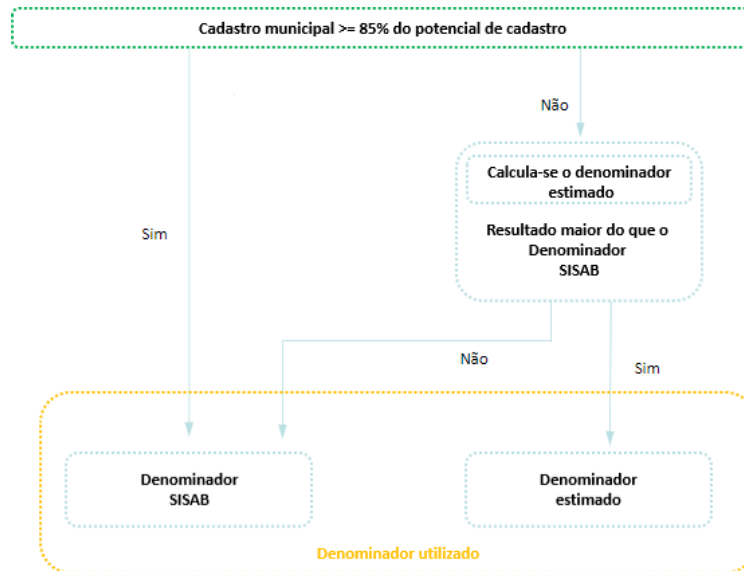 Cadastro municipal >= 85% do potencial de cadastro
Não
Calcula-se o denominador
estimado
Resultado maior do que o
Denominador
SISAB
Sim
Não
Sim
Denominador
SISAB
Denominador
estimado
Denominador utilizado